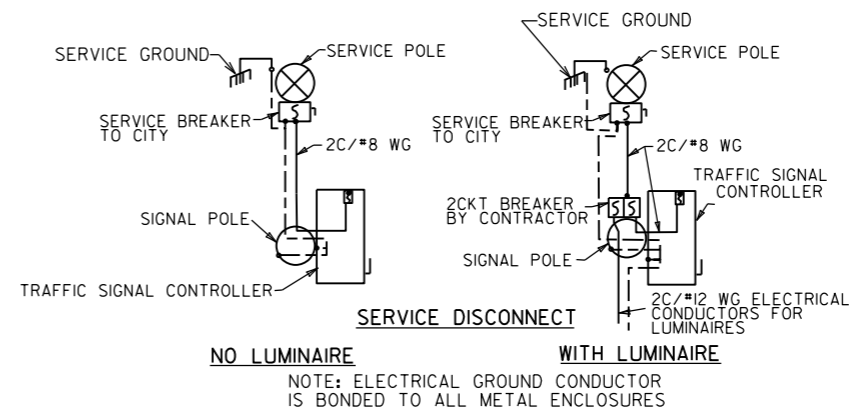 SERVICE GROUND
SERVICE POLE
SERVICE BREAKER
TO CITY
2C/#8 WG
SIGNAL POLE
TRAFFIC SIGNAL CONTROLLER
NO LUMINAIRE
SERVICE GROUND
SERVICE POLE
SERVICE BREAKER
TO CITY
2C/#8 WG
TRAFFIC SIGNAL
CONTROLLER
2CKT BREAKER
BY CONTRACTOR
SIGNAL POLE
2C/#12 WG ELECTRICAL
CONDUCTORS FOR
LUMINAIRES
SERVICE DISCONNECT
WITH LUMINAIRE
NOTE: ELECTRICAL GROUND CONDUCTOR
IS BONDED TO ALL METAL ENCLOSURES